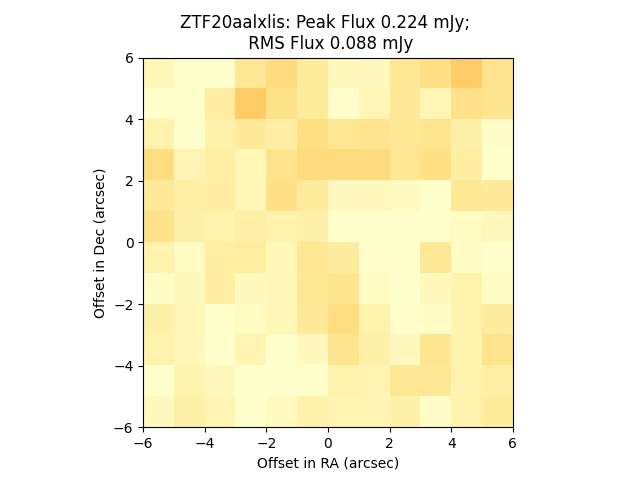 ZTF20aalxlis: Peak Flux 0.224 mJy;
RMS Flux 0.088 mJy
6
4
2
0
−2
−4
−6
Offset in Dec (arcsec)
−6 −4 −2 0 2 4 6
Offset in RA (arcsec)